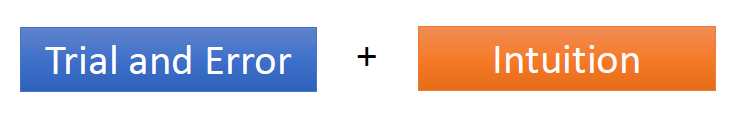 Trial and Error + Intuition